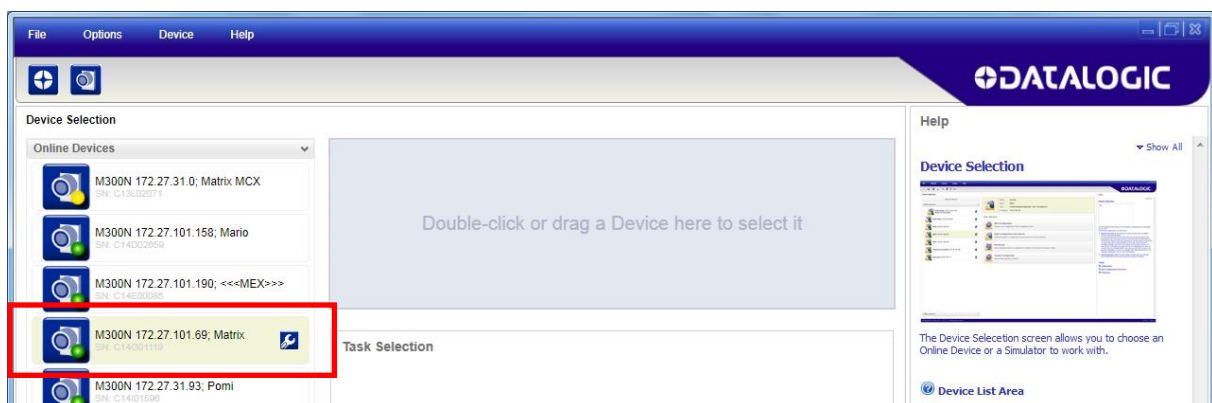 File Options Device Help
DATALOGIC
Device Selection
Online Devices
M300N 172.27.31.0; Matrix MCX
SN: C13L02071
M300N 172.27.101.158; Mario
SN: C14D02659
M300N 172.27.101.190; <<<MEX>>>
SN: C14E00085
M300N 172.27.101.69; Matrix
SN: C14G01119
M300N 172.27.31.93; Pomi
SN: C14I01596
Double-click or drag a Device here to select it
Task Selection
Help
Show All
Device Selection
The Device Selecetion screen allows you to choose an
Online Device or a Simulator to work with.
Device List Area